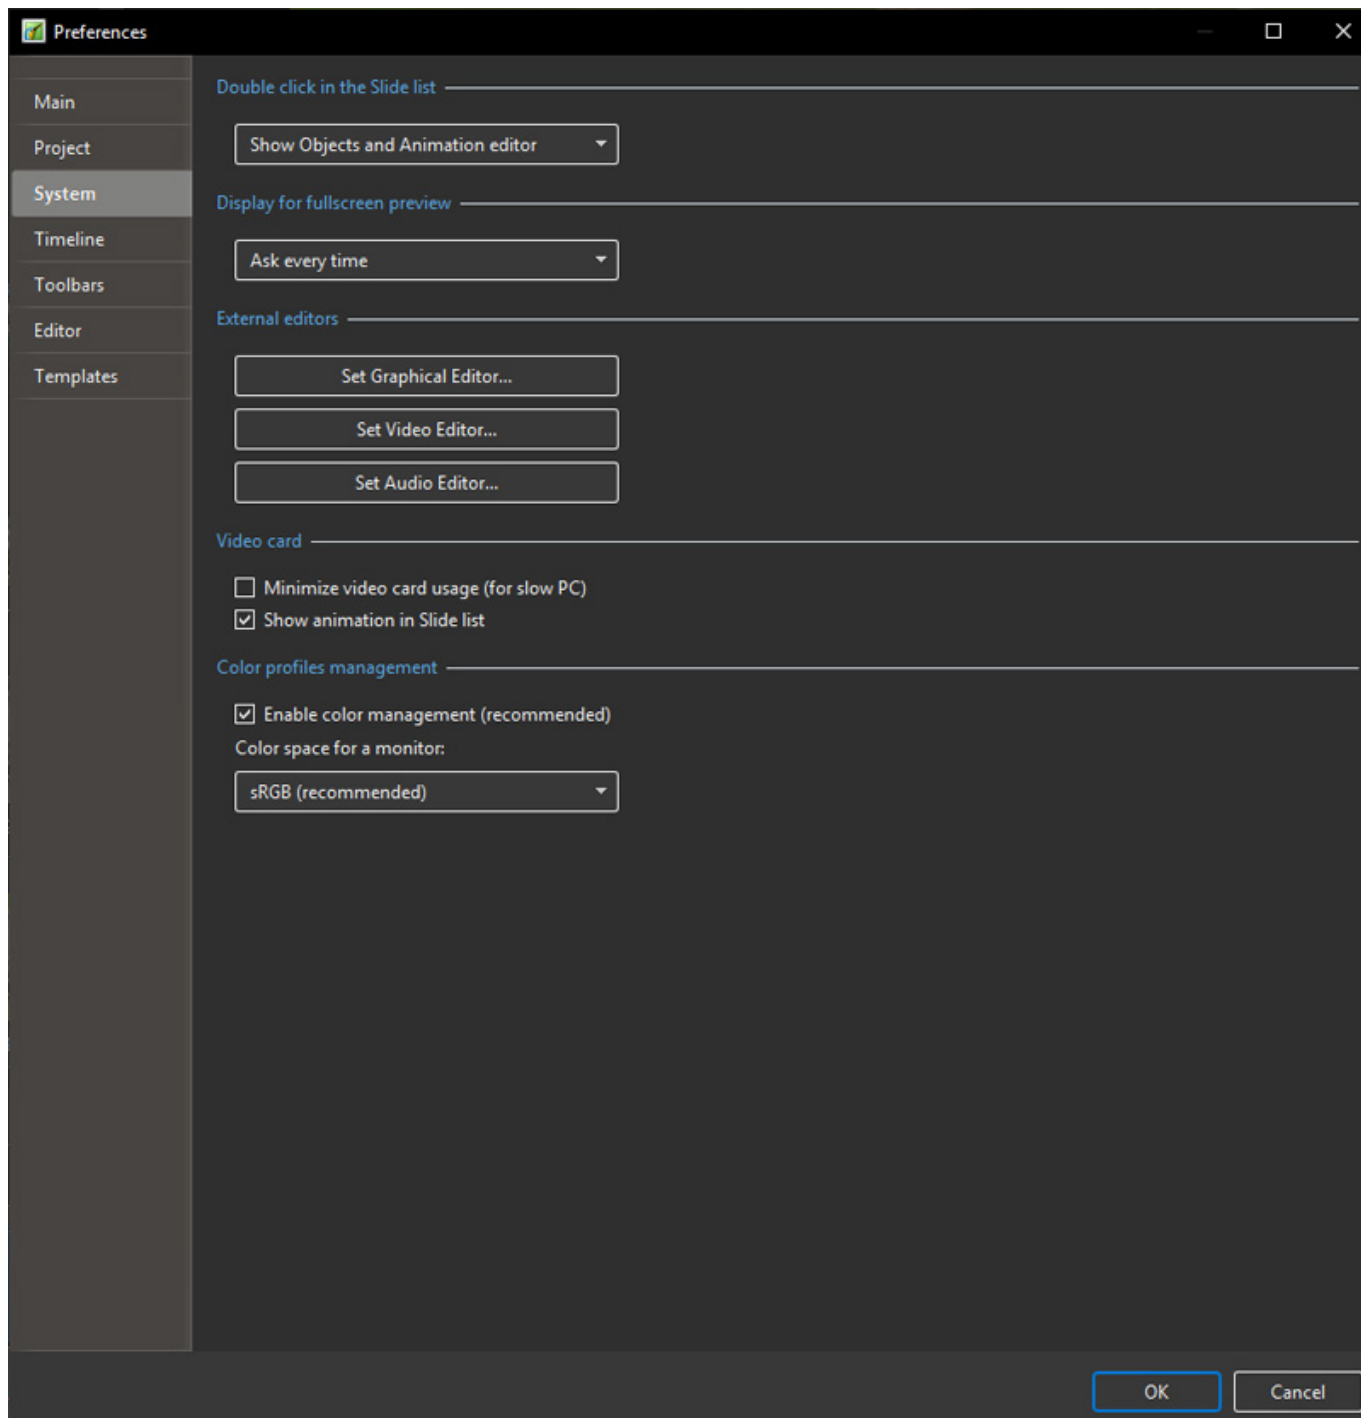 Preferences
Main
Project
System
Timeline
Toolbars
Editor
Templates
Double click in the Slide list
Show Objects and Animation editor
Display for fullscreen preview
Ask every time
External editors
Set Graphical Editor...
Set Video Editor...
Set Audio Editor...
Video card
Minimize video card usage (for slow PC)
Show animation in Slide list
Color profiles management
Enable color management (recommended)
Color space for a monitor:
sRGB (recommended)
OK
Cancel